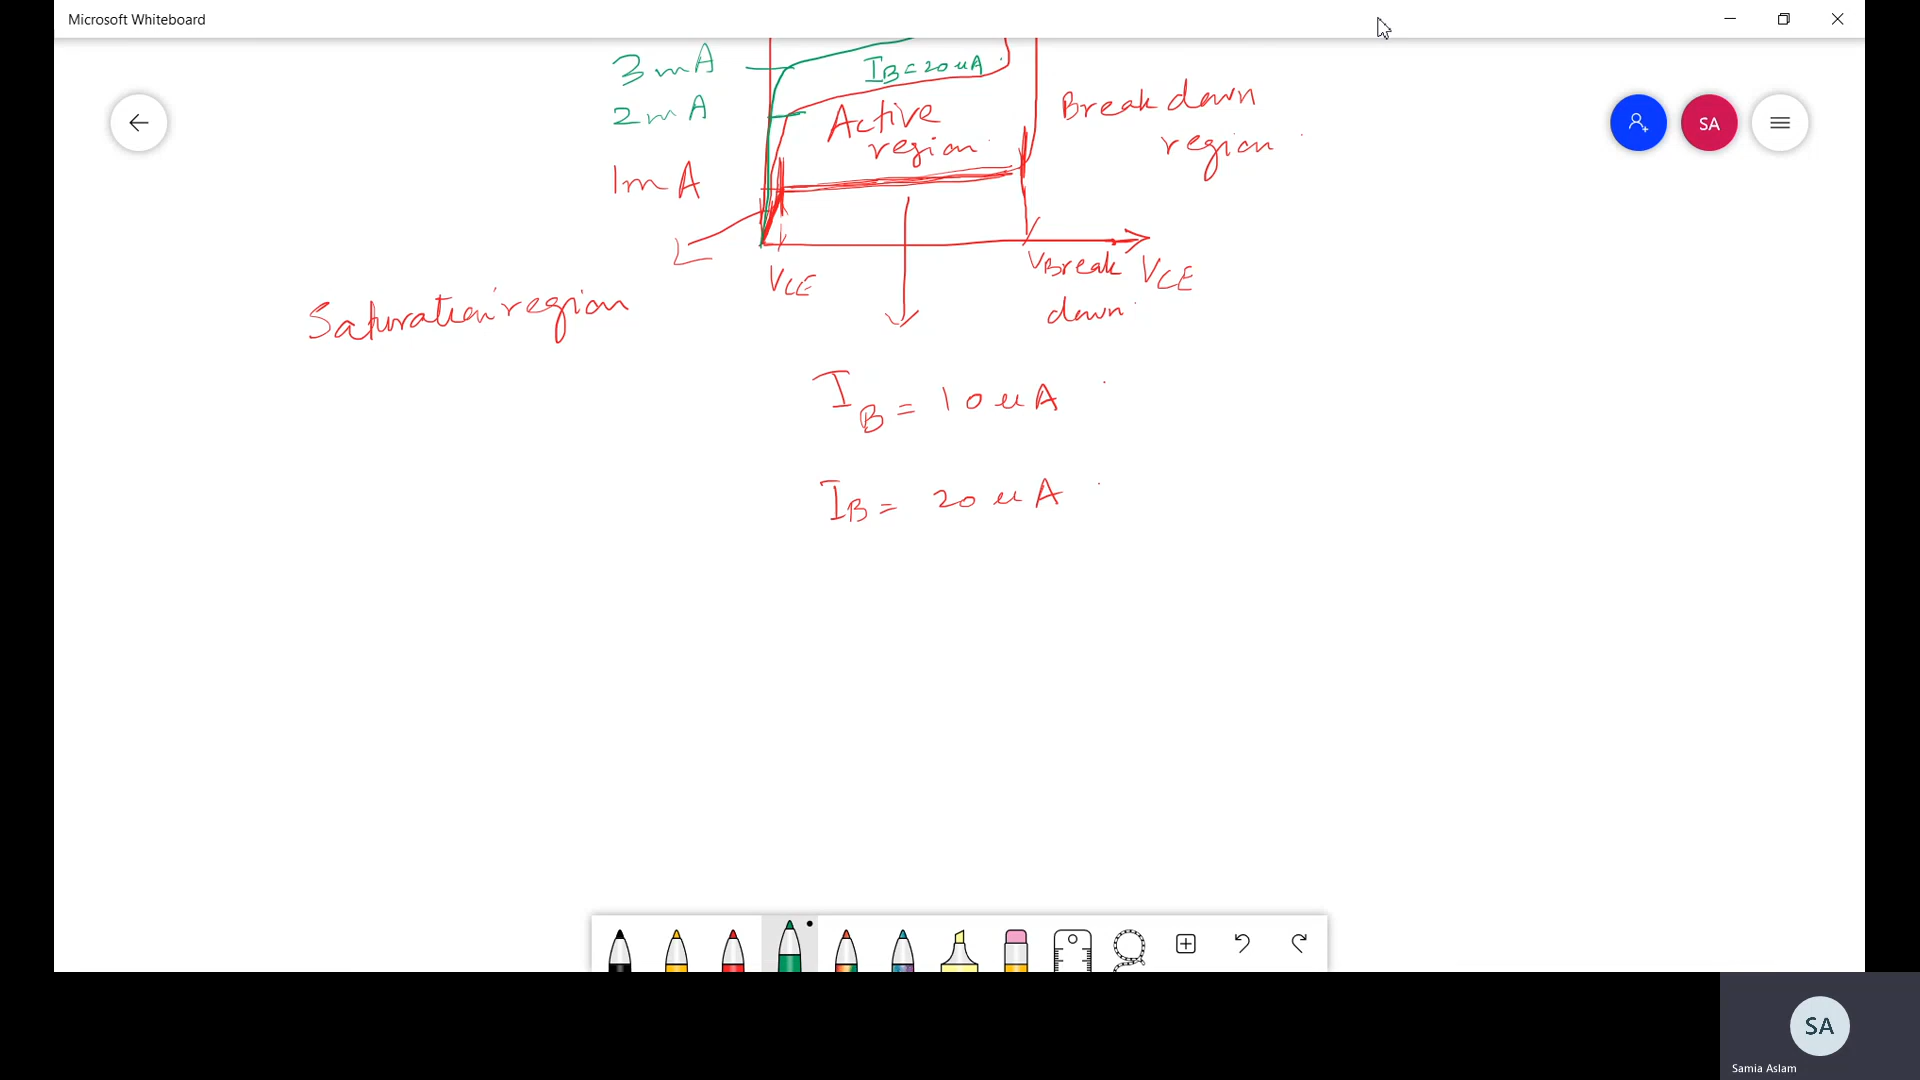 Microsoft Whiteboard
3mA
IB=20uA
2mA
Active
region
Break down
region
SA
1mA
VCE
VBreak
down
VCE
Saturation region
IB = 10uA
IB = 20uA
SA
Samia Aslam